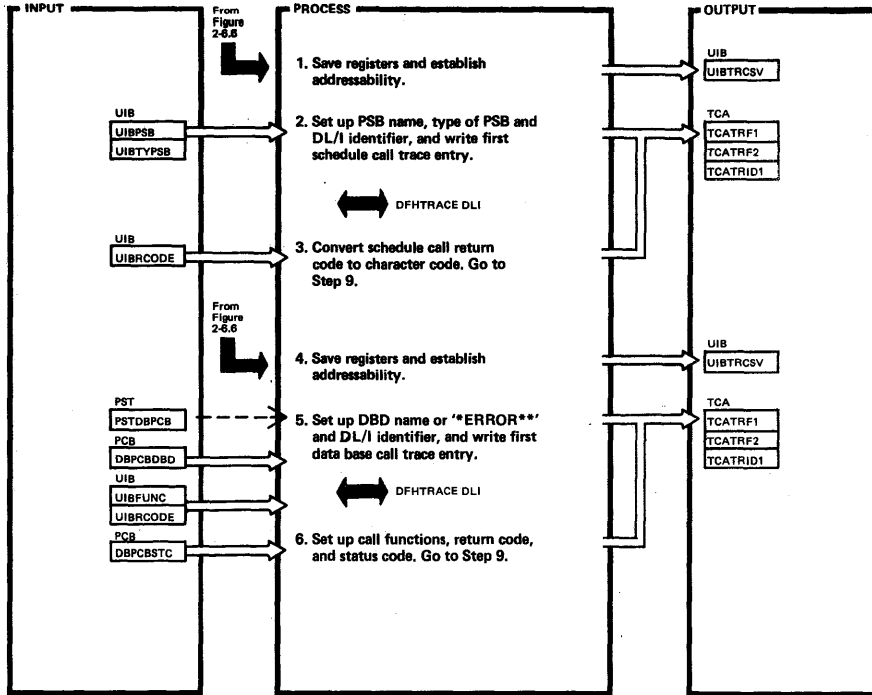 INPUT
PROCESS
OUTPUT
From
Figure
2-6.6
1. Save registers and establish
addressability.
UIB
UIBTRCSV
UIB
UIBPSB
UIBTYPSB
2. Set up PSB name, type of PSB and
DL/I identifier, and write first
schedule call trace entry.
TCA
TCATRF1
TCATRF2
TCATRID1
DFHTRACE DLI
UIB
UIBRCODE
3. Convert schedule call return
code to character code. Go to
Step 9.
From
Figure
2-6.6
4. Save registers and establish
addressability.
UIB
UIBTRCSV
PST
PSTDBPCB
PCB
DBPCBDBD
5. Set up DBD name or '*ERROR**'
and DL/I identifier, and write first
data base call trace entry.
TCA
TCATRF1
TCATRF2
TCATRID1
UIB
UIBFUNC
UIBRCODE
DFHTRACE DLI
PCB
DBPCBSTC
6. Set up call functions, return code,
and status code. Go to Step 9.